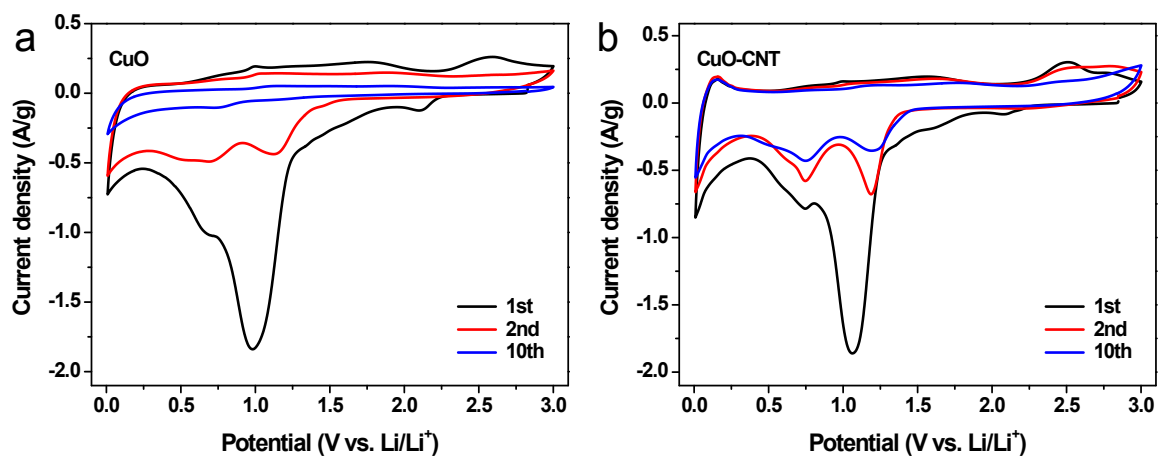 a
CuO
Current density (A/g)
0.5
0.0
-0.5
-1.0
-1.5
-2.0
1st
2nd
10th
0.0 0.5 1.0 1.5 2.0 2.5 3.0
Potential (V vs. Li/Li⁺)
b
CuO-CNT
Current density (A/g)
0.5
0.0
-0.5
-1.0
-1.5
-2.0
1st
2nd
10th
0.0 0.5 1.0 1.5 2.0 2.5 3.0
Potential (V vs. Li/Li⁺)